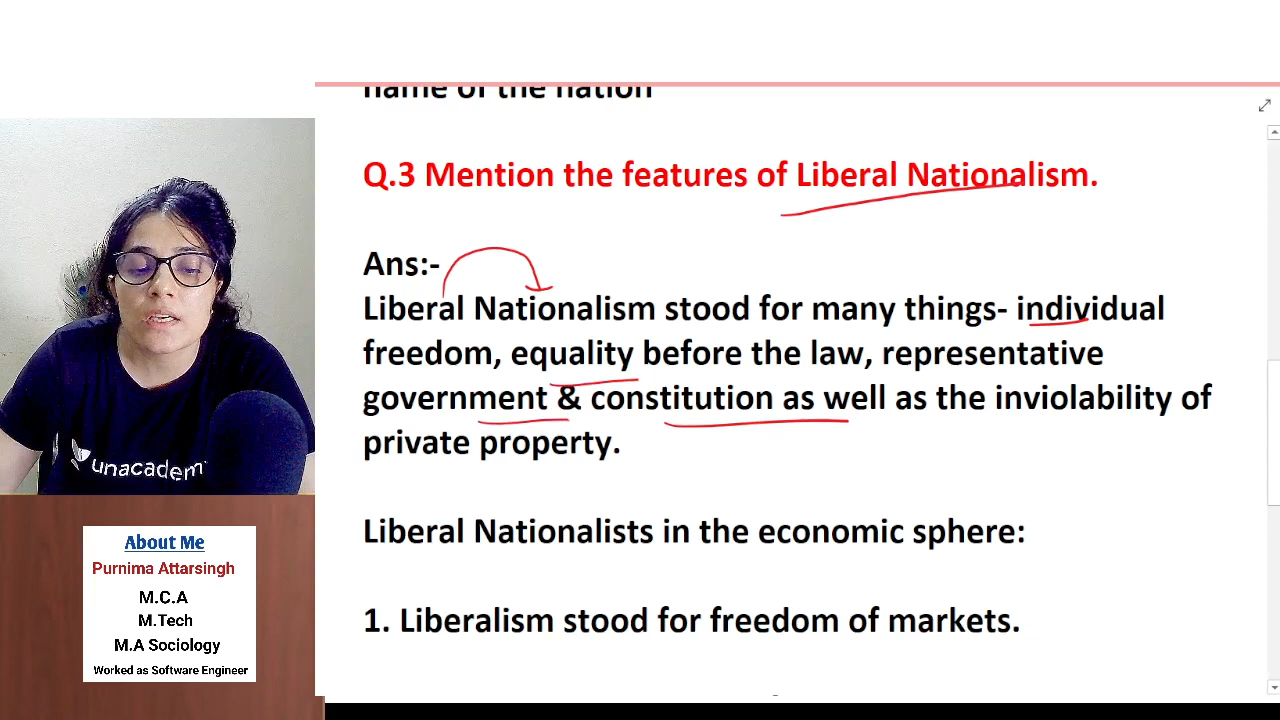 name of the nation
Q.3 Mention the features of Liberal Nationalism.
Ans:-
Liberal Nationalism stood for many things- individual
freedom, equality before the law, representative
government & constitution as well as the inviolability of
private property.
Liberal Nationalists in the economic sphere:
1. Liberalism stood for freedom of markets.
unacadem
About Me
Purnima Attarsingh
M.C.A
M.Tech
M.A Sociology
Worked as Software Engineer